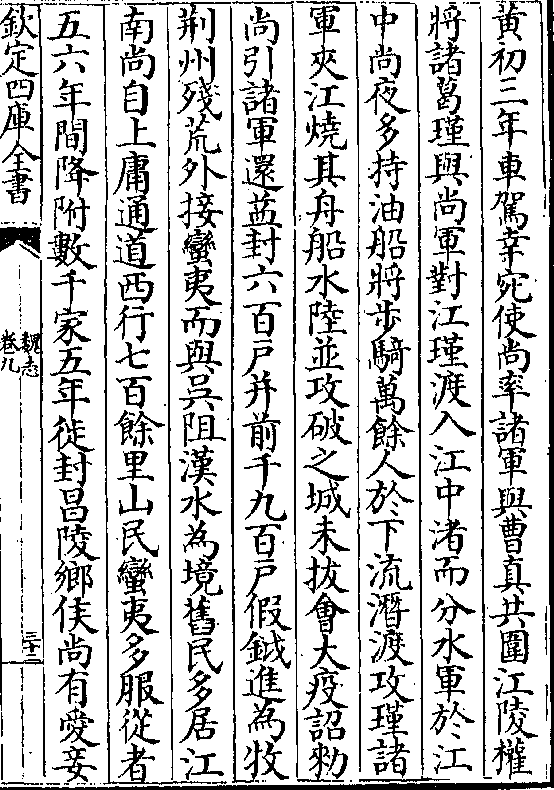 黃初三年車駕幸宛使尚率諸軍與曹真共圍江陵權
將諸葛瑾與尚軍對江瑾渡入江中渚而分水軍於江
中尚夜多持油船將步騎萬餘人於下流潛渡攻瑾諸
軍夾江燒其舟船水陸並攻破之城未拔會大疫詔勑
尚引諸軍還益封六百戸并前千九百戸假鉞進為牧
荆州殘荒外接蠻夷而與吳阻漢水為境舊民多居江
南尚自上庸通道西行七百餘里山民蠻夷多服從者
五六年間降附數千家五年徙封昌陵鄉侯尚有愛妾
欽定四庫全書
魏志
卷九
三十二